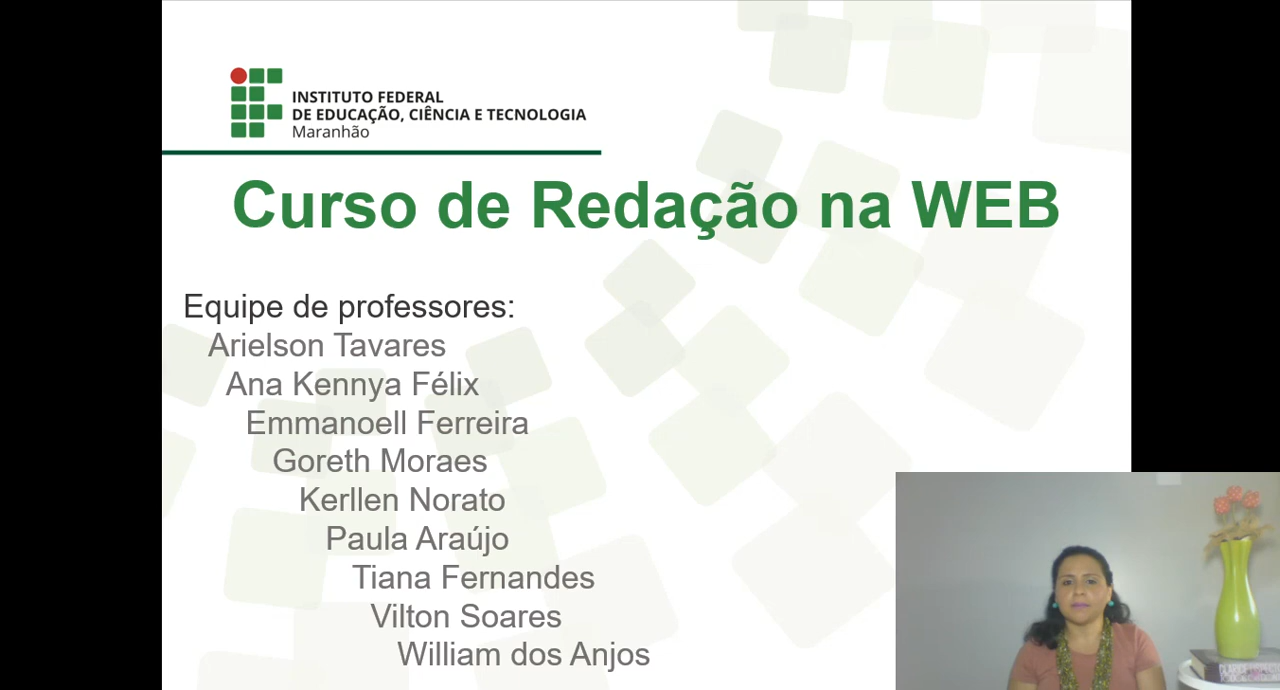 INSTITUTO FEDERAL
DE EDUCAÇÃO, CIÊNCIA E TECNOLOGIA
Maranhão
Curso de Redação na WEB
Equipe de professores:
Arielson Tavares
Ana Kennya Félix
Emmanoell Ferreira
Goreth Moraes
Kerllen Norato
Paula Araújo
Tiana Fernandes
Vilton Soares
William dos Anjos
CLARICE